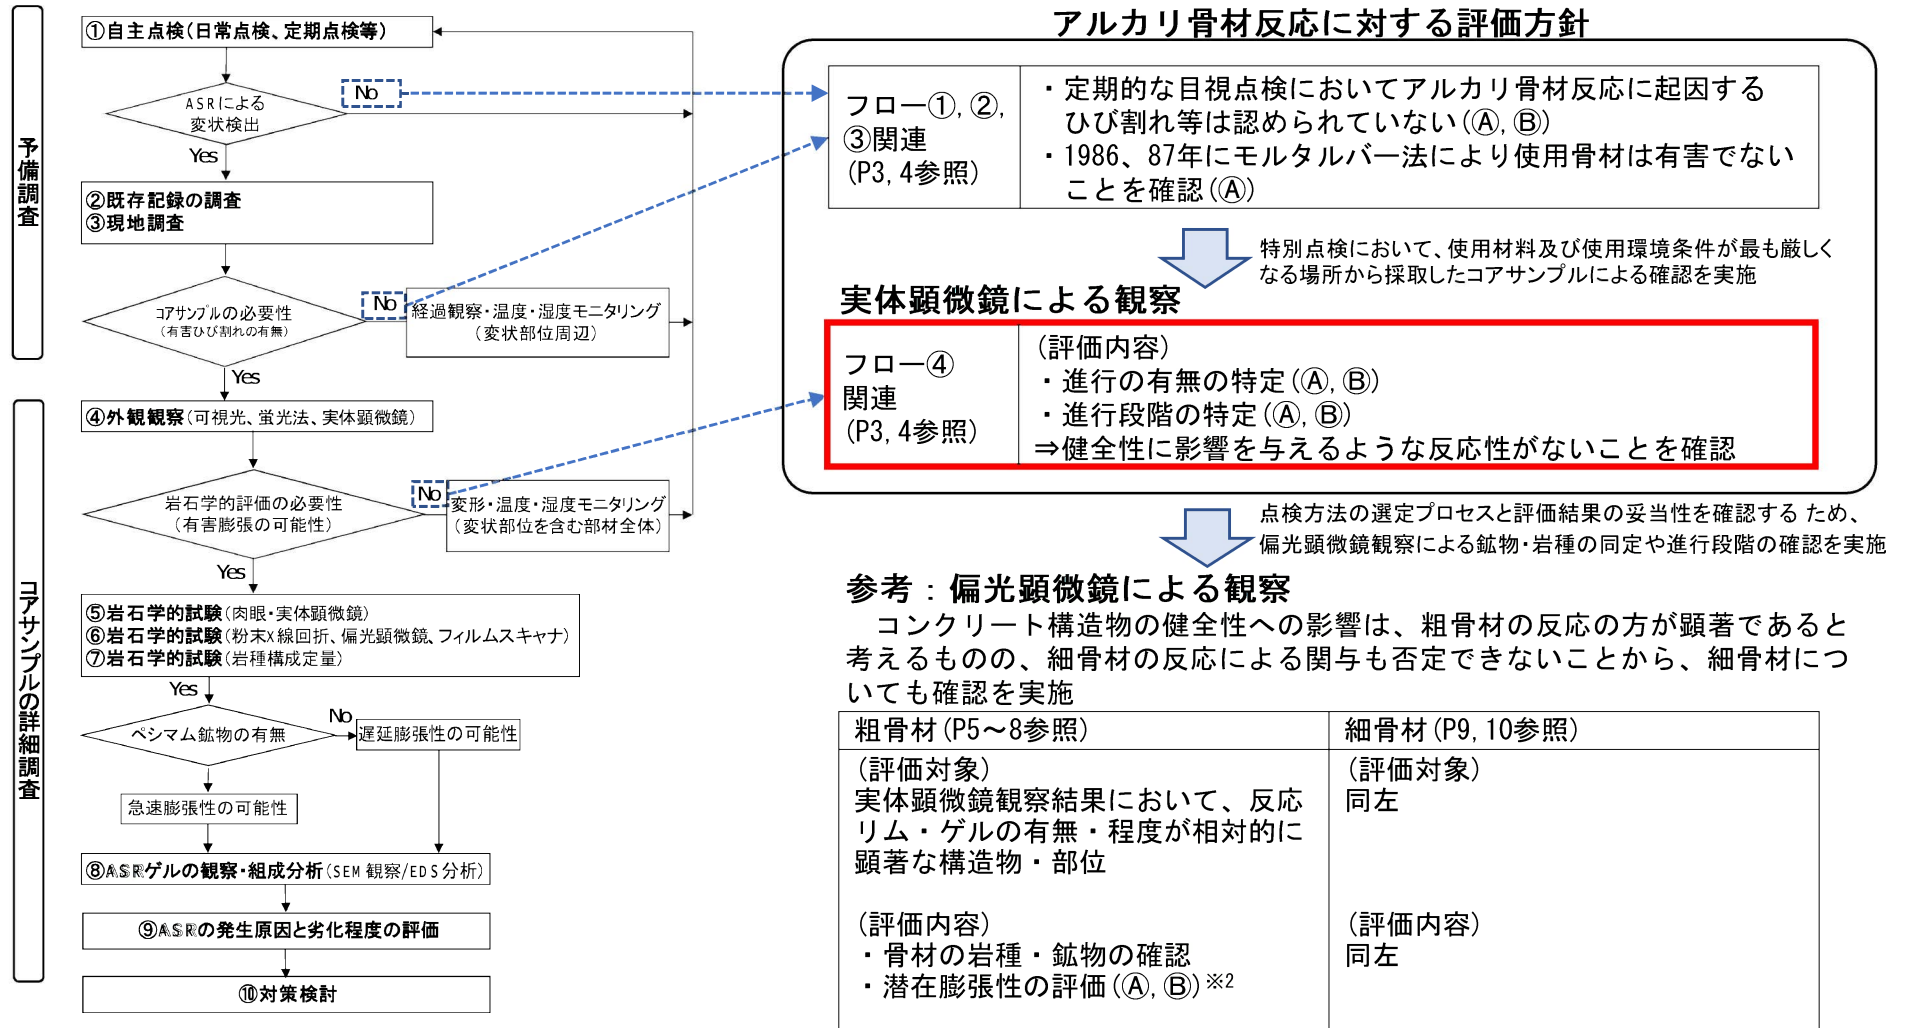 予備調査
①自主点検(日常点検、定期点検等)
ASRによる
変状検出
No
Yes
②既存記録の調査
③現地調査
コアサンプルの必要性
(有害ひび割れの有無)
No
経過観察・温度・湿度モニタリング
(変状部位周辺)
Yes
コアサンプルの詳細調査
④外観観察(可視光、蛍光法、実体顕微鏡)
岩石学的評価の必要性
(有害膨張の可能性)
No
変形・温度・湿度モニタリング
(変状部位を含む部材全体)
Yes
⑤岩石学的試験(肉眼・実体顕微鏡)
⑥岩石学的試験(粉末X線回折、偏光顕微鏡、フィルムスキャナ)
⑦岩石学的試験(岩種構成定量)
Yes
ペシマム鉱物の有無
No
遅延膨張性の可能性
急速膨張性の可能性
⑧ASRゲルの観察・組成分析(SEM観察/EDS分析)
⑨ASRの発生原因と劣化程度の評価
⑩対策検討
アルカリ骨材反応に対する評価方針
フロー①,②,
③関連
(P3,4参照)
・定期的な目視点検においてアルカリ骨材反応に起因する
ひび割れ等は認められていない(Ⓐ,Ⓑ)
・1986、87年にモルタルバー法により使用骨材は有害でない
ことを確認(Ⓐ)
特別点検において、使用材料及び使用環境条件が最も厳しく
なる場所から採取したコアサンプルによる確認を実施
実体顕微鏡による観察
フロー④
関連
(P3,4参照)
(評価内容)
・進行の有無の特定(Ⓐ,Ⓑ)
・進行段階の特定(Ⓐ,Ⓑ)
⇒健全性に影響を与えるような反応性がないことを確認
点検方法の選定プロセスと評価結果の妥当性を確認する ため、
偏光顕微鏡観察による鉱物・岩種の同定や進行段階の確認を実施
参考：偏光顕微鏡による観察
コンクリート構造物の健全性への影響は、粗骨材の反応の方が顕著であると
考えるものの、細骨材の反応による関与も否定できないことから、細骨材につ
いても確認を実施
粗骨材(P5～8参照)
細骨材(P9,10参照)
(評価対象)
実体顕微鏡観察結果において、反応
リム・ゲルの有無・程度が相対的に
顕著な構造物・部位
(評価対象)
同左
(評価内容)
・骨材の岩種・鉱物の確認
・潜在膨張性の評価(Ⓐ,Ⓑ)※2
(評価内容)
同左